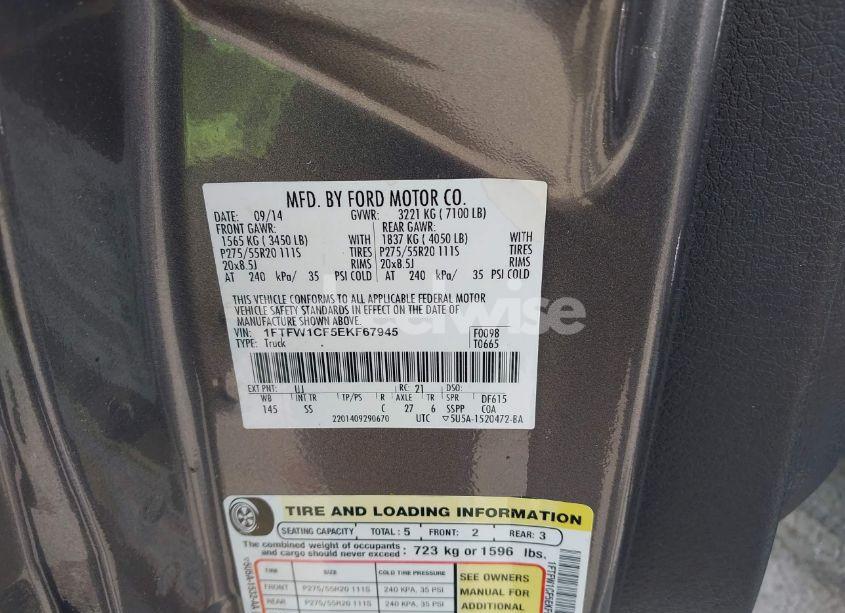 MFD. BY FORD MOTOR CO.
DATE: 09/14 GVWR: 3221 KG ( 7100 LB)
FRONT GAWR: REAR GAWR:
1565 KG ( 3450 LB) WITH 1837 KG ( 4050 LB) WITH
P275/55R20 111S TIRES P275/55R20 111S TIRES
20x8.5J RIMS 20x8.5J RIMS
AT 240 kPa/ 35 PSI COLD AT 240 kPa/ 35 PSI COLD
THIS VEHICLE CONFORMS TO ALL APPLICABLE FEDERAL MOTOR
VEHICLE SAFETY STANDARDS IN EFFECT ON THE DATE OF
MANUFACTURE SHOWN ABOVE.
VIN: 1FTFW1CF5EKF67945 F0098
TYPE: Truck T0665
EXT PNT: UJ RC: 21 DSO:
WB INT TR TP/PS R AXLE TR SPR DF615
145 SS C 27 6 SSPP COA
2201409290670 UTC ▽5U5A-1520472-BA
TIRE AND LOADING INFORMATION
SEATING CAPACITY TOTAL : 5 FRONT: 2 REAR: 3
The combined weight of occupants
and cargo should never exceed : 723 kg or 1596 lbs.
TIRE SIZE COLD TIRE PRESSURE
FRONT P275/55R20 111S 240 KPA, 35 PSI
REAR P275/55R20 111S 240 KPA, 35 PSI
SEE OWNERS
MANUAL FOR
ADDITIONAL